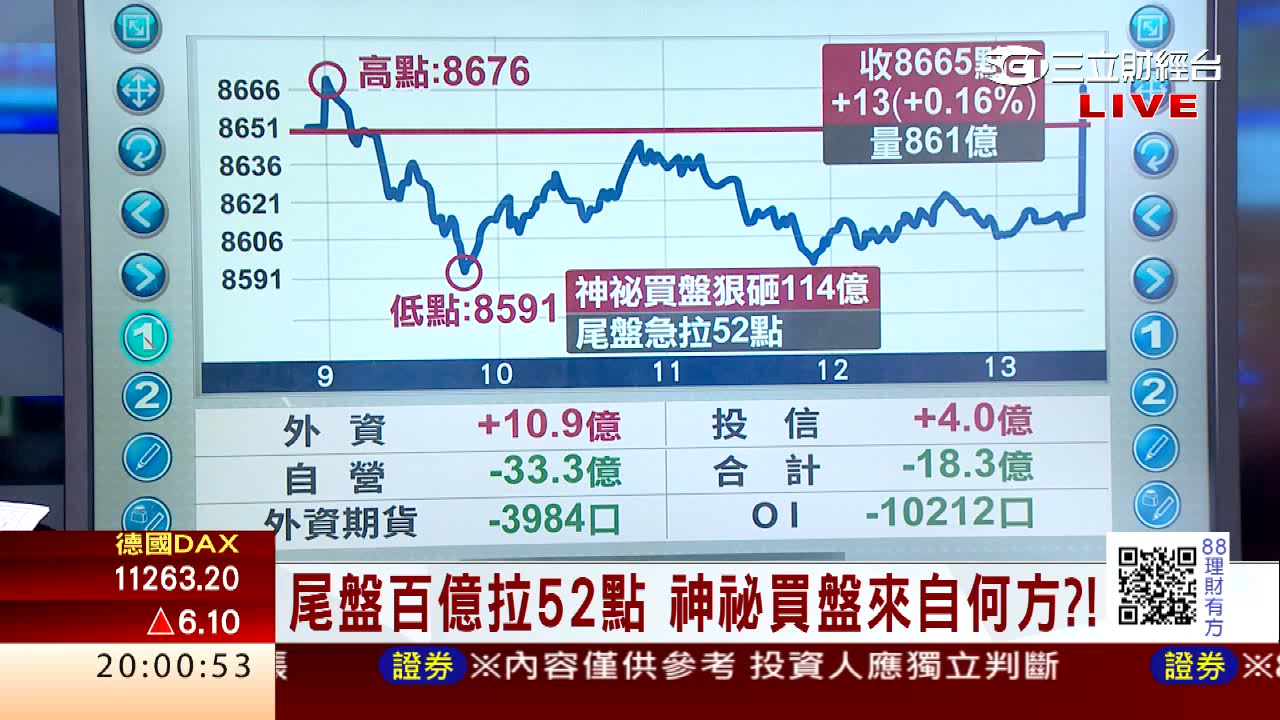 高點:8676
收8665點
三立財經台
LIVE
+13(+0.16%)
量861億
8666
8651
8636
8621
8606
8591
低點:8591
神祕買盤狠砸114億
尾盤急拉52點
9 10 11 12 13
1
2
1
2
外資 +10.9億 投信 +4.0億
自營 -33.3億 合計 -18.3億
外資期貨 -3984口 OI -10212口
德國DAX
11263.20
△6.10
20:00:53
尾盤百億拉52點 神祕買盤來自何方?!
88理財有方
證券 ※內容僅供參考 投資人應獨立判斷 證券